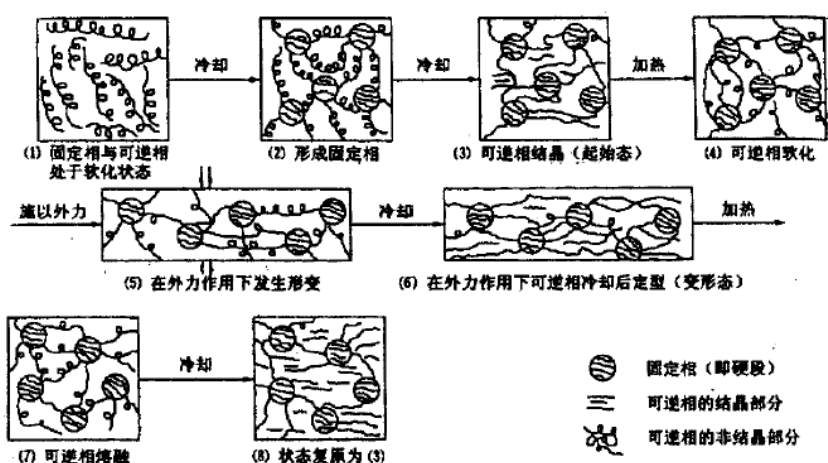 冷却
冷却
加热
(1) 固定相与可逆相
处于软化状态
(2) 形成固定相
(3) 可逆相结晶（起始态）
(4) 可逆相软化
施以外力
冷却
加热
(5) 在外力作用下发生形变
(6) 在外力作用下可逆相冷却后定型（变形态）
冷却
固定相（即硬段）
可逆相的结晶部分
可逆相的非结晶部分
(7) 可逆相熔融
(8) 状态复原为 (3)